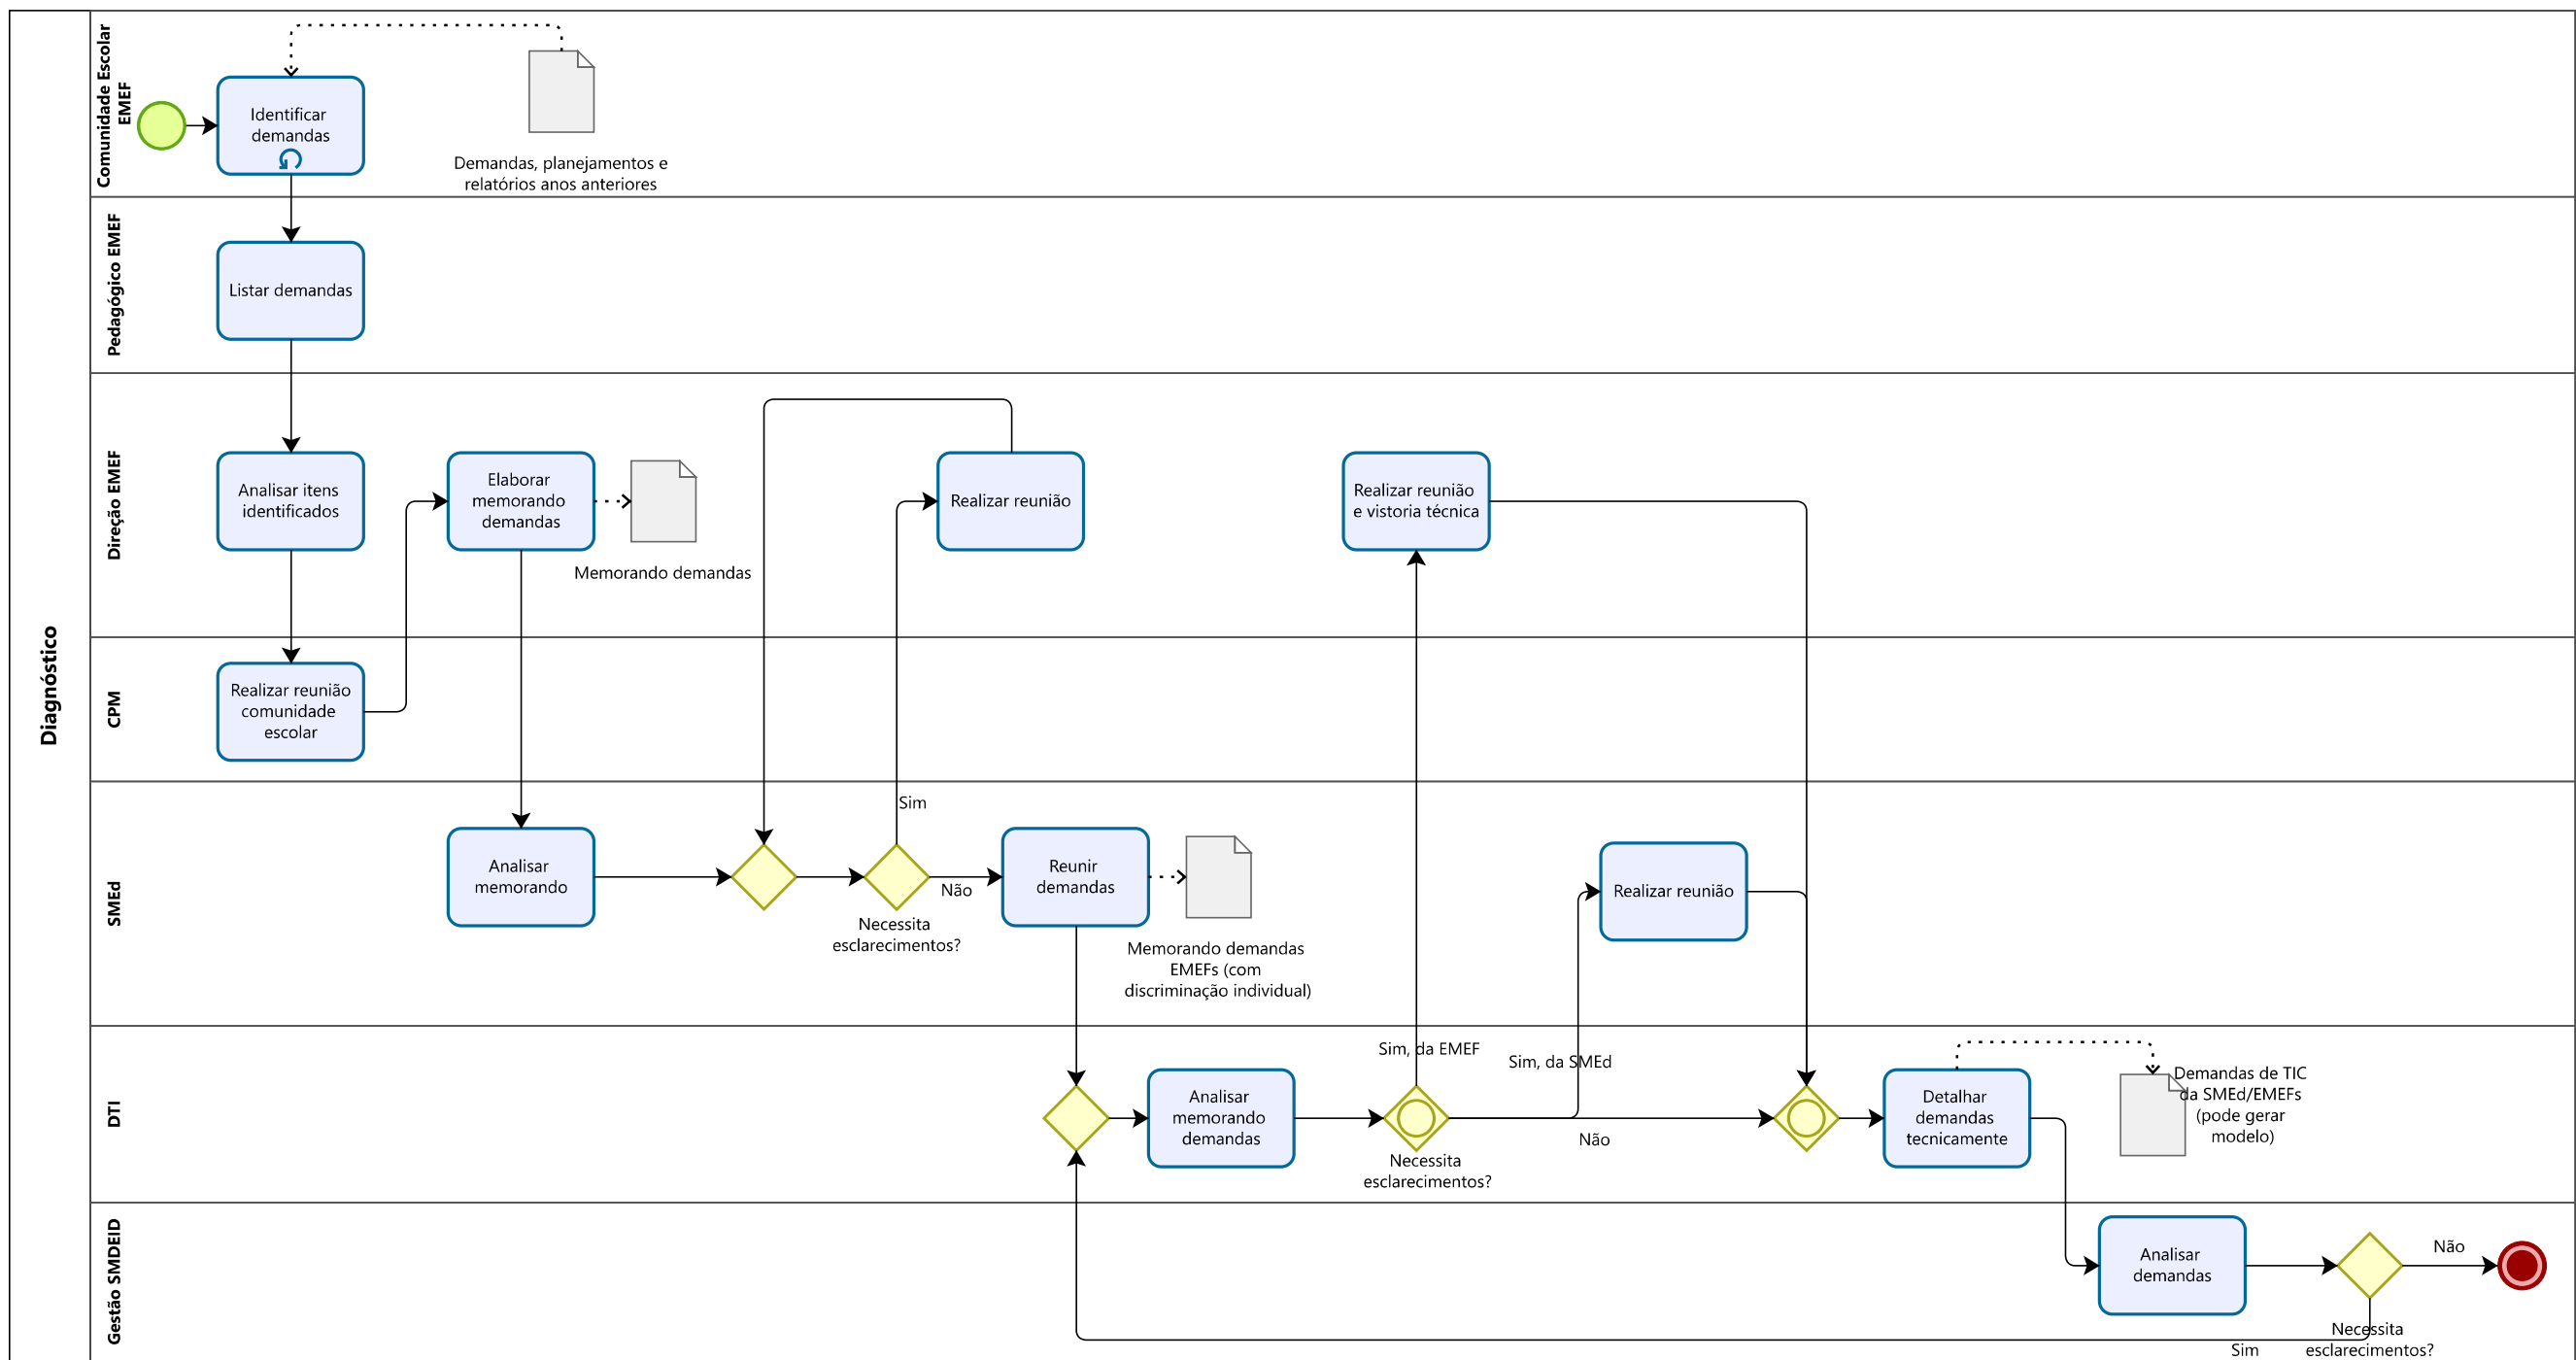 Diagnóstico
Comunidade Escolar
EMEF
Identificar
demandas
Demandas, planejamentos e
relatórios anos anteriores
Pedagógico EMEF
Listar demandas
Direção EMEF
Analisar itens
identificados
Elaborar
memorando
demandas
Memorando demandas
Realizar reunião
Realizar reunião
e vistoria técnica
CPM
Realizar reunião
comunidade
escolar
SMEd
Analisar
memorando
Sim
Não
Necessita
esclarecimentos?
Reunir
demandas
Memorando demandas
EMEFs (com
discriminação individual)
Realizar reunião
DTI
Analisar
memorando
demandas
Sim, da EMEF
Sim, da SMEd
Não
Necessita
esclarecimentos?
Detalhar
demandas
tecnicamente
Demandas de TIC
da SMEd/EMEFs
(pode gerar
modelo)
Gestão SMDEID
Analisar
demandas
Não
Necessita
esclarecimentos?
Sim